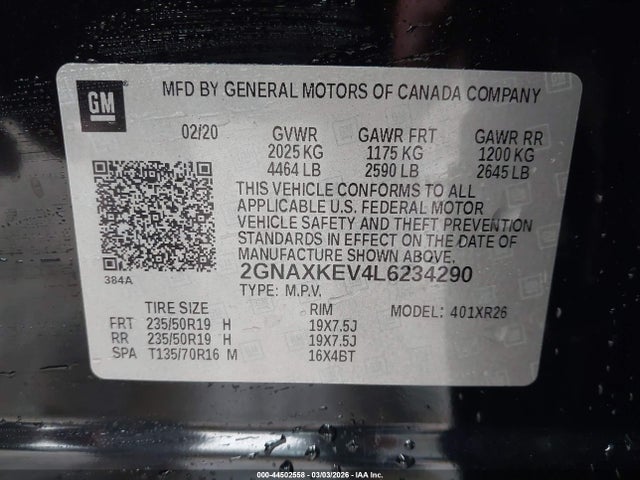 GM
MFD BY GENERAL MOTORS OF CANADA COMPANY
02/20 GVWR GAWR FRT GAWR RR
2025 KG 1175 KG 1200 KG
4464 LB 2590 LB 2645 LB
THIS VEHICLE CONFORMS TO ALL
APPLICABLE U.S. FEDERAL MOTOR
VEHICLE SAFETY AND THEFT PREVENTION
STANDARDS IN EFFECT ON THE DATE OF
MANUFACTURE SHOWN ABOVE.
384A
2GNAXKEV4L6234290
TYPE: M.P.V.
TIRE SIZE RIM MODEL: 401XR26
FRT 235/50R19 H 19X7.5J
RR 235/50R19 H 19X7.5J
SPA T135/70R16 M 16X4BT
000-44502558 - 03/03/2026 - IAA Inc.